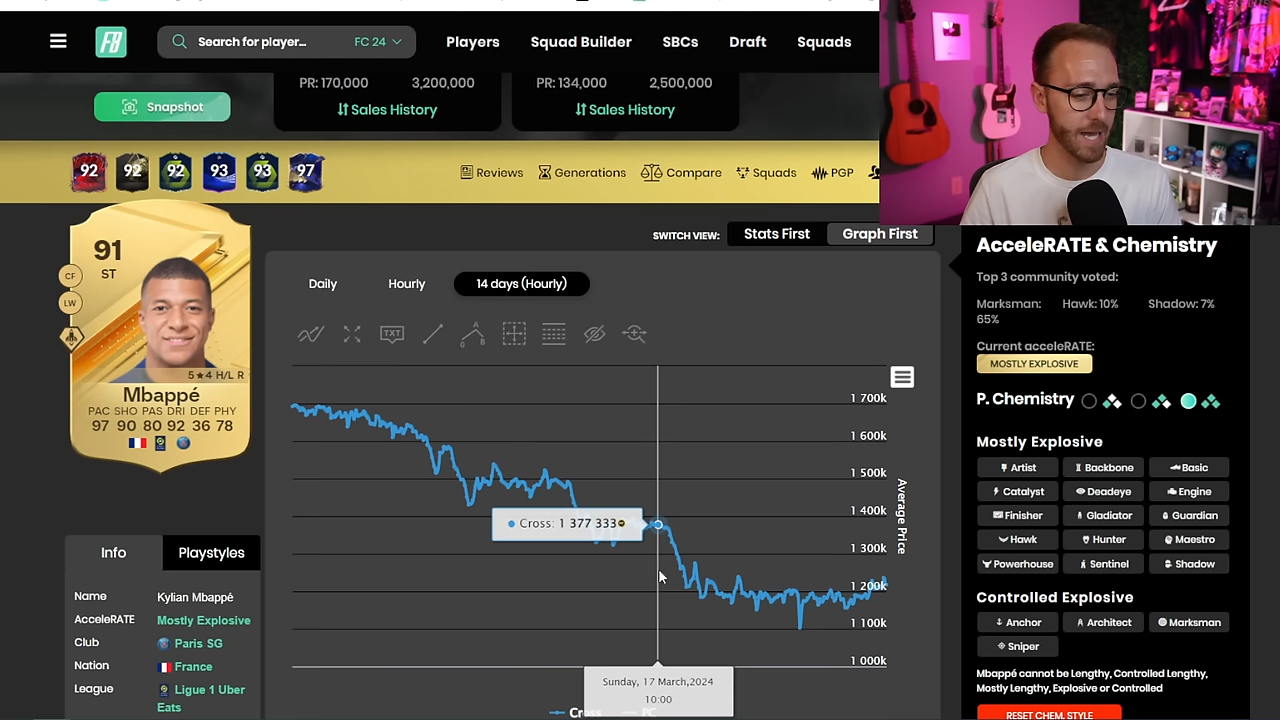 FB
Search for player...
FC 24
Players
Squad Builder
SBCs
Draft
Squads
PR: 170,000
3,200,000
Sales History
PR: 134,000
2,500,000
Sales History
Snapshot
92
92
92
93
93
97
Reviews
Generations
Compare
Squads
PGP
SWITCH VIEW:
Stats First
Graph First
91
ST
CF
LW
5★4 H/L R
Mbappé
PAC SHO PAS DRI DEF PHY
97 90 80 92 36 78
Daily
Hourly
14 days (Hourly)
TXT
1 700k
1 600k
1 500k
1 400k
1 300k
1 200k
1 100k
1 000k
Average Price
Cross: 1 377 333
Sunday, 17 March,2024
10:00
Cross
PC
Info
Playstyles
Name
Kylian Mbappé
AcceleRATE
Mostly Explosive
Club
Paris SG
Nation
France
League
Ligue 1 Uber
Eats
AcceleRATE & Chemistry
Top 3 community voted:
Marksman:
65%
Hawk: 10%
Shadow: 7%
Current acceleRATE:
MOSTLY EXPLOSIVE
P. Chemistry
Mostly Explosive
Artist
Backbone
Basic
Catalyst
Deadeye
Engine
Finisher
Gladiator
Guardian
Hawk
Hunter
Maestro
Powerhouse
Sentinel
Shadow
Controlled Explosive
Anchor
Architect
Marksman
Sniper
Mbappé cannot be Lengthy, Controlled Lengthy,
Mostly Lengthy, Explosive or Controlled
RESET CHEM. STYLE